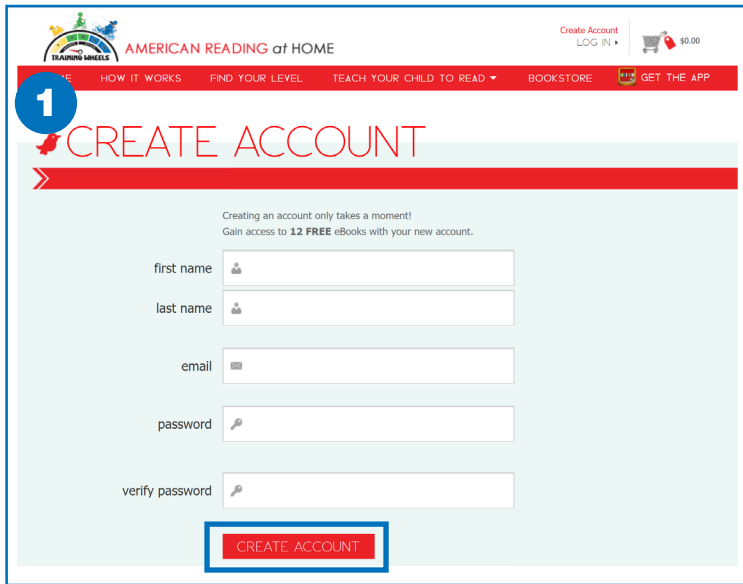 Create Account
LOG IN
$0.00
TRAINING WHEELS
AMERICAN READING at HOME
HOW IT WORKS FIND YOUR LEVEL TEACH YOUR CHILD TO READ BOOKSTORE GET THE APP
1
CREATE ACCOUNT
Creating an account only takes a moment!
Gain access to 12 FREE eBooks with your new account.
first name
last name
email
password
verify password
CREATE ACCOUNT